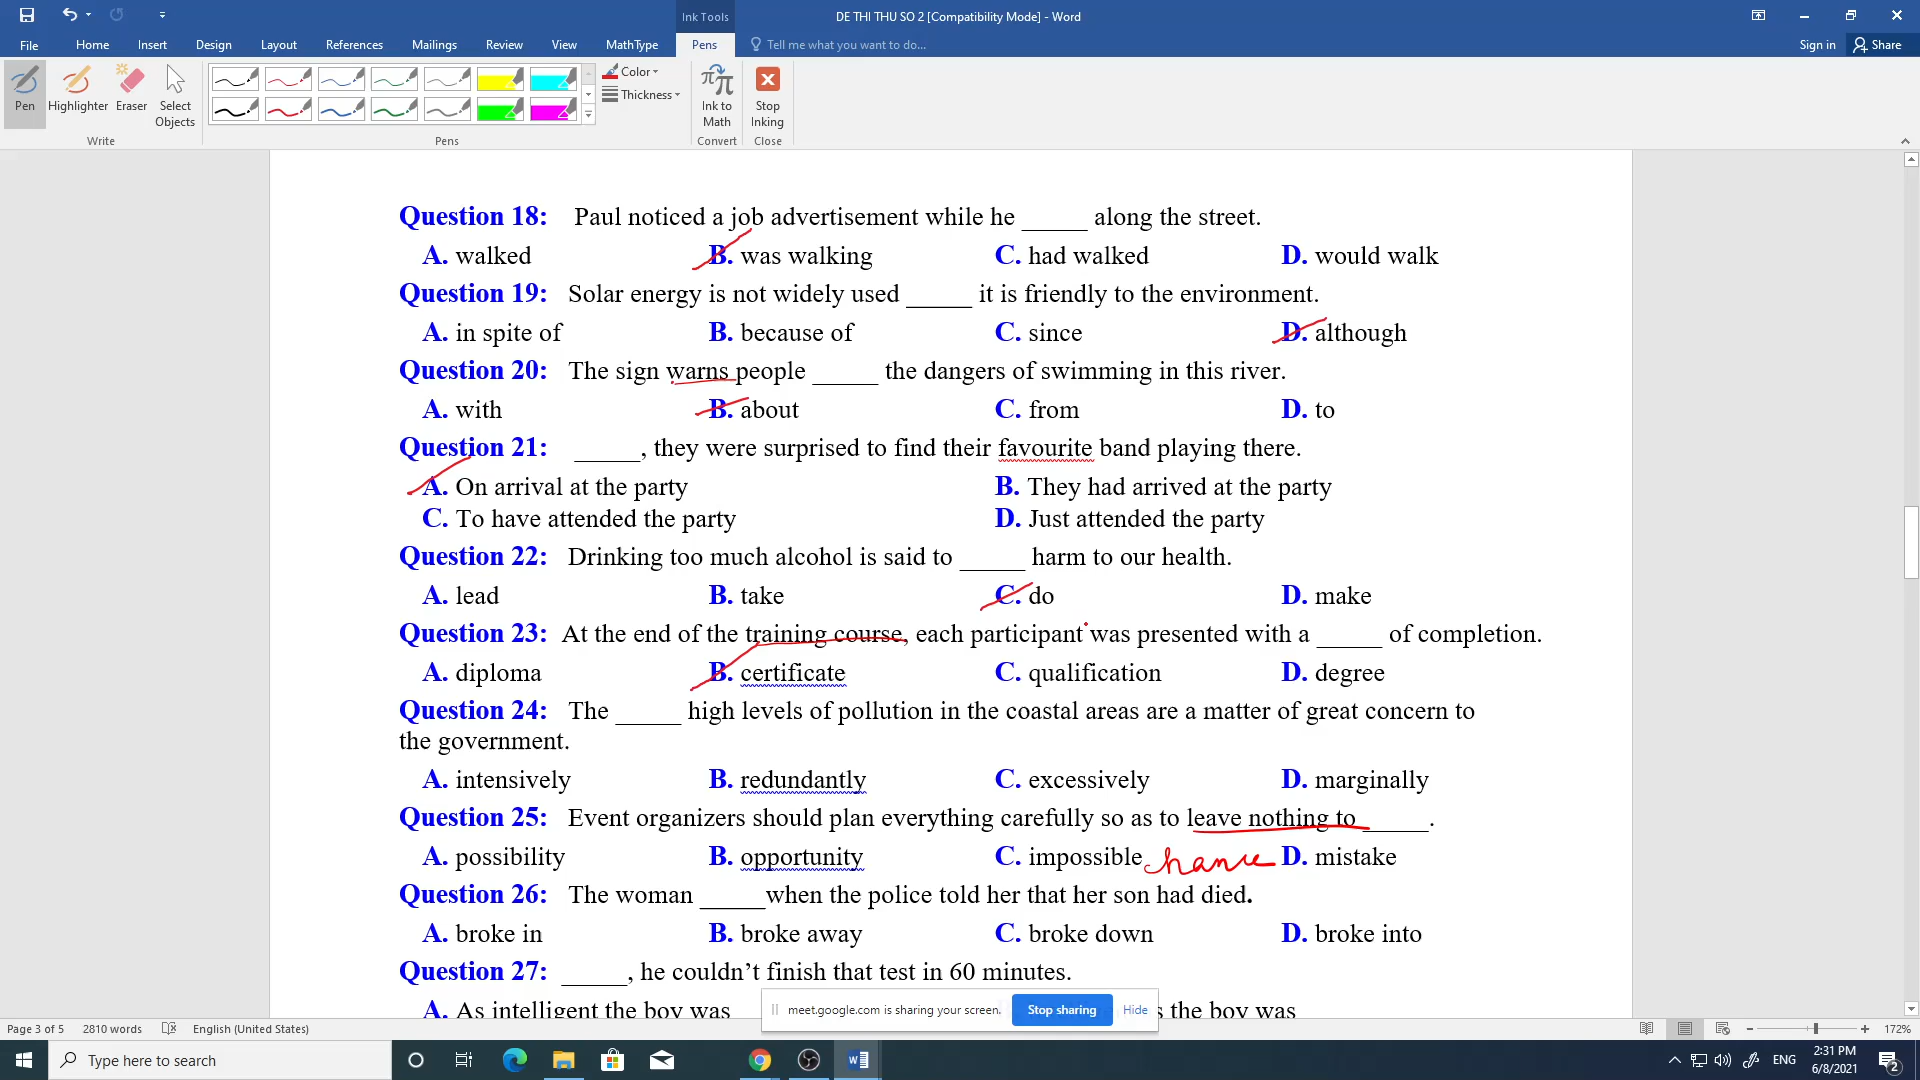 Ink Tools
DE THI THU SO 2 [Compatibility Mode] - Word
File Home Insert Design Layout References Mailings Review View MathType Pens Tell me what you want to do... Sign in Share
Pen Highlighter Eraser Select Objects
Color
Thickness
Ink to Math
Stop Inking
Write Pens Convert Close
Question 18: Paul noticed a job advertisement while he _____ along the street.
A. walked B. was walking C. had walked D. would walk
Question 19: Solar energy is not widely used _____ it is friendly to the environment.
A. in spite of B. because of C. since D. although
Question 20: The sign warns people _____ the dangers of swimming in this river.
A. with B. about C. from D. to
Question 21: _____, they were surprised to find their favourite band playing there.
A. On arrival at the party B. They had arrived at the party
C. To have attended the party D. Just attended the party
Question 22: Drinking too much alcohol is said to _____ harm to our health.
A. lead B. take C. do D. make
Question 23: At the end of the training course, each participant was presented with a _____ of completion.
A. diploma B. certificate C. qualification D. degree
Question 24: The _____ high levels of pollution in the coastal areas are a matter of great concern to
the government.
A. intensively B. redundantly C. excessively D. marginally
Question 25: Event organizers should plan everything carefully so as to leave nothing to _____.
A. possibility B. opportunity C. impossible chance D. mistake
Question 26: The woman _____when the police told her that her son had died.
A. broke in B. broke away C. broke down D. broke into
Question 27: _____, he couldn’t finish that test in 60 minutes.
A. As intelligent the boy was s the boy was
meet.google.com is sharing your screen. Stop sharing Hide
Page 3 of 5 2810 words English (United States) 172%
Type here to search ENG 2:31 PM
6/8/2021 2